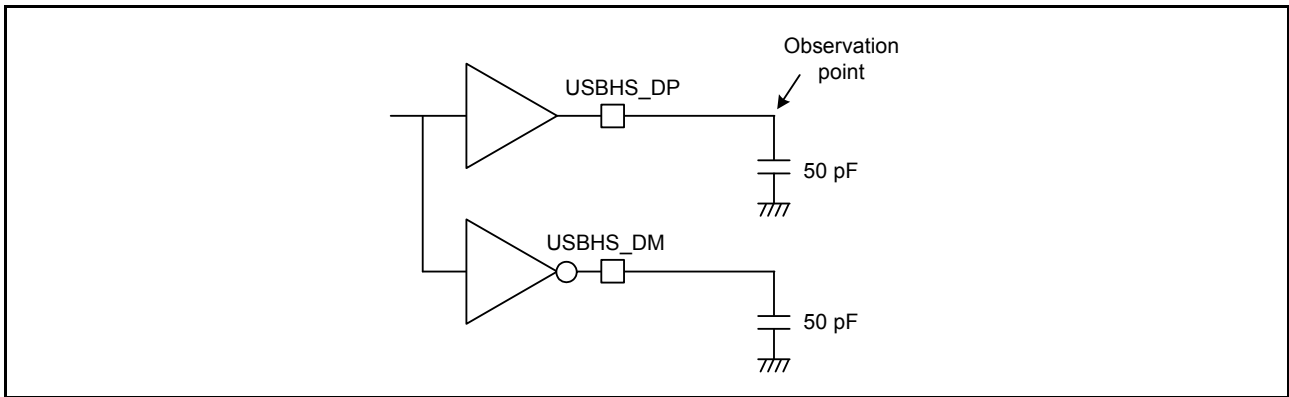 Observation
point
USBHS_DP
50 pF
USBHS_DM
50 pF